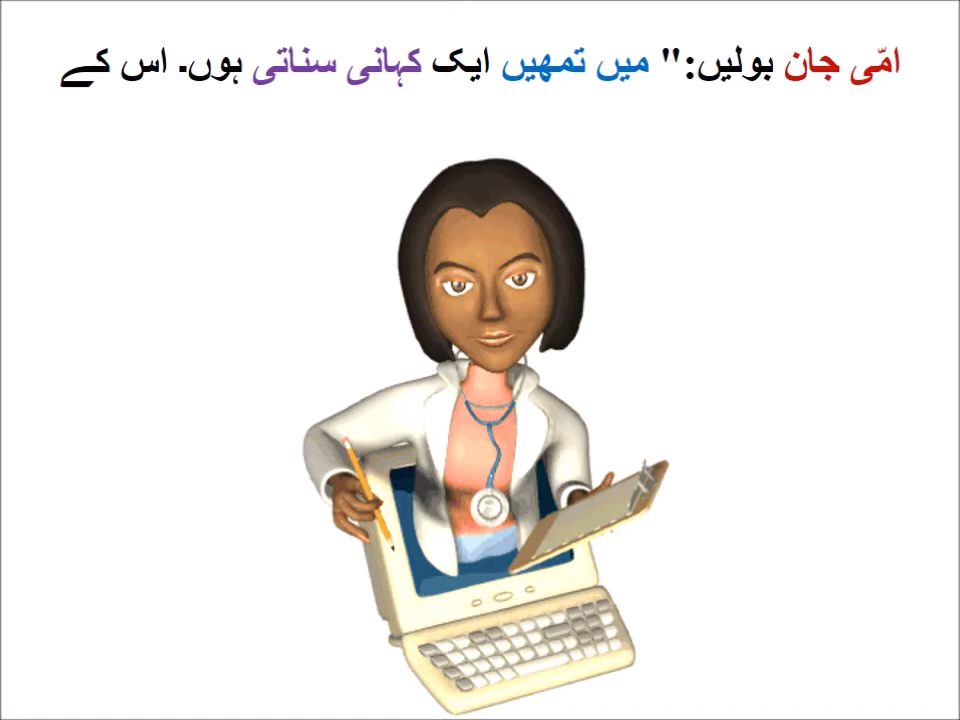 امّی جان بولیں:" میں تمھیں ایک کہانی سناتی ہوں۔ اس کے